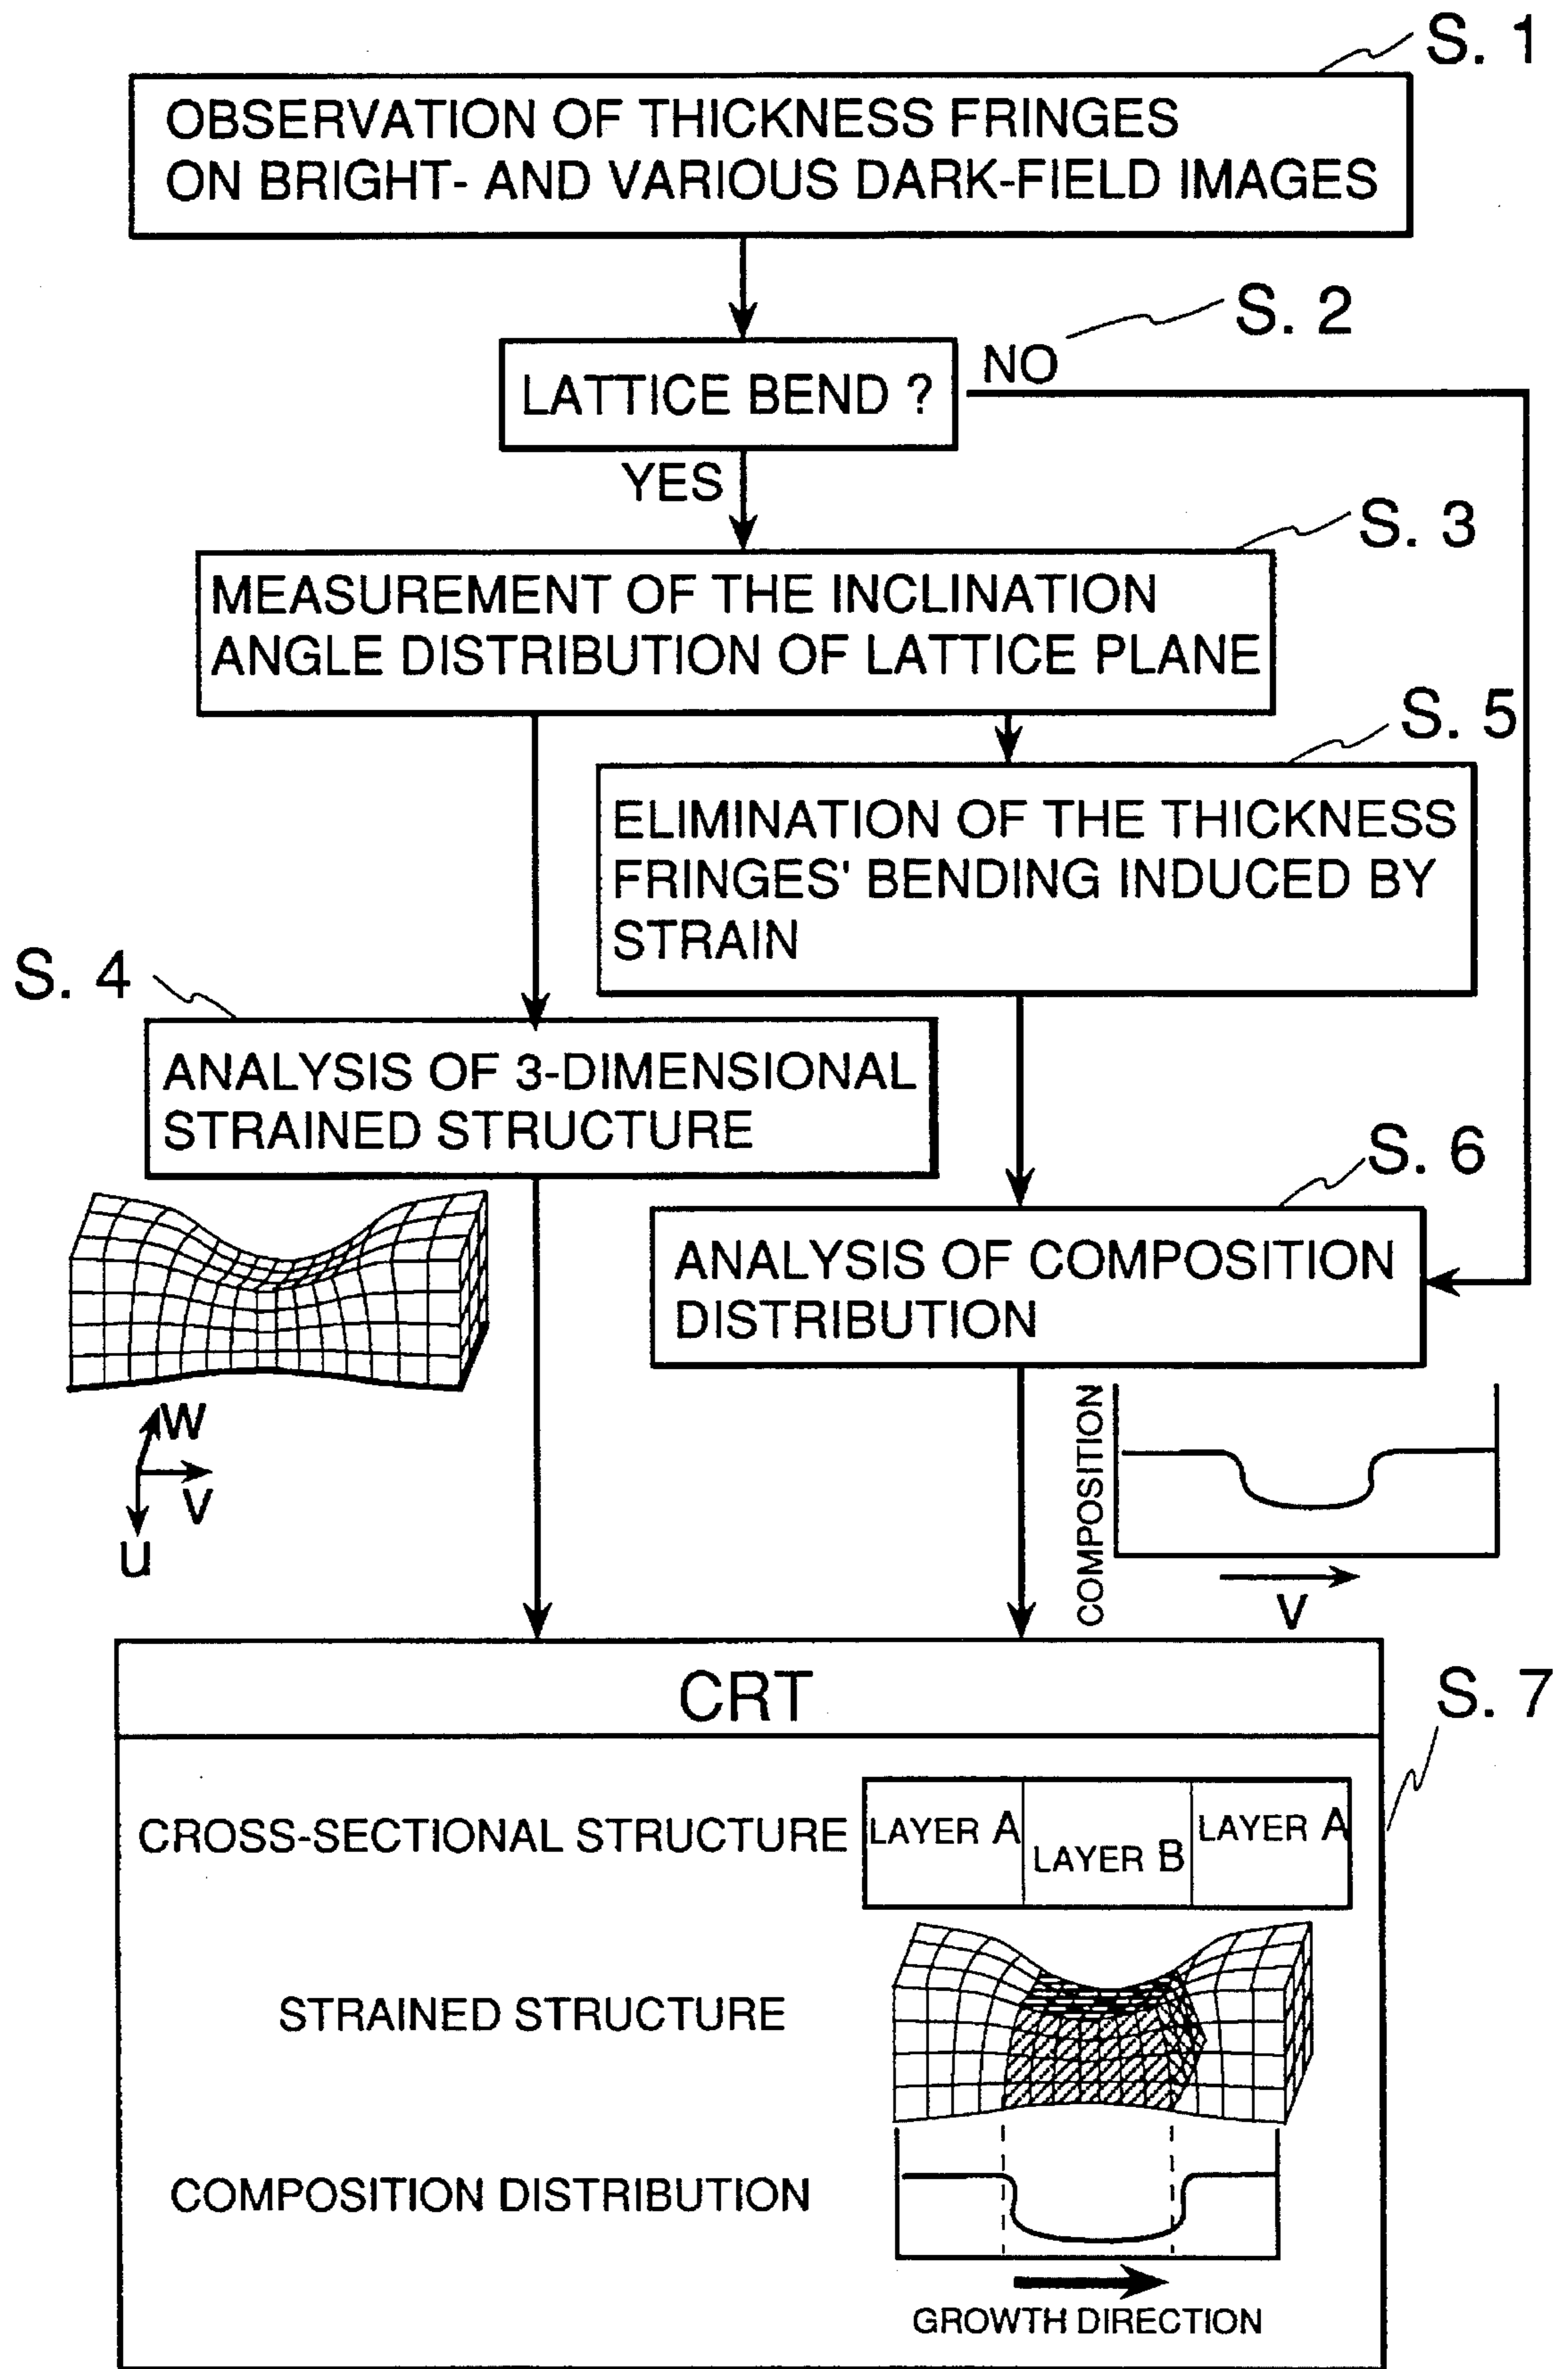 S. 1
OBSERVATION OF THICKNESS FRINGES
ON BRIGHT- AND VARIOUS DARK-FIELD IMAGES
S. 2
LATTICE BEND ?
NO
YES
S. 3
MEASUREMENT OF THE INCLINATION
ANGLE DISTRIBUTION OF LATTICE PLANE
S. 5
ELIMINATION OF THE THICKNESS
FRINGES' BENDING INDUCED BY
STRAIN
S. 4
ANALYSIS OF 3-DIMENSIONAL
STRAINED STRUCTURE
S. 6
ANALYSIS OF COMPOSITION
DISTRIBUTION
W
V
u
COMPOSITION
V
S. 7
CRT
CROSS-SECTIONAL STRUCTURE
LAYER A
LAYER B
LAYER A
STRAINED STRUCTURE
COMPOSITION DISTRIBUTION
GROWTH DIRECTION